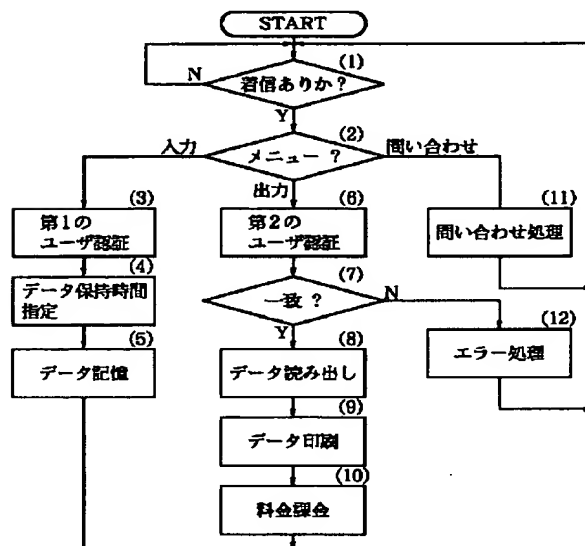 START
(1)
N
着信ありか？
Y
(2)
入力
メニュー ？
問い合わせ
出力
(3)
(6)
(11)
第1の
ユーザ認証
第2の
ユーザ認証
問い合わせ処理
(4)
(7)
データ保持時間
指定
一致 ？
N
Y
(5)
(8)
(12)
データ記憶
データ読み出し
エラー処理
(9)
データ印刷
(10)
料金課金